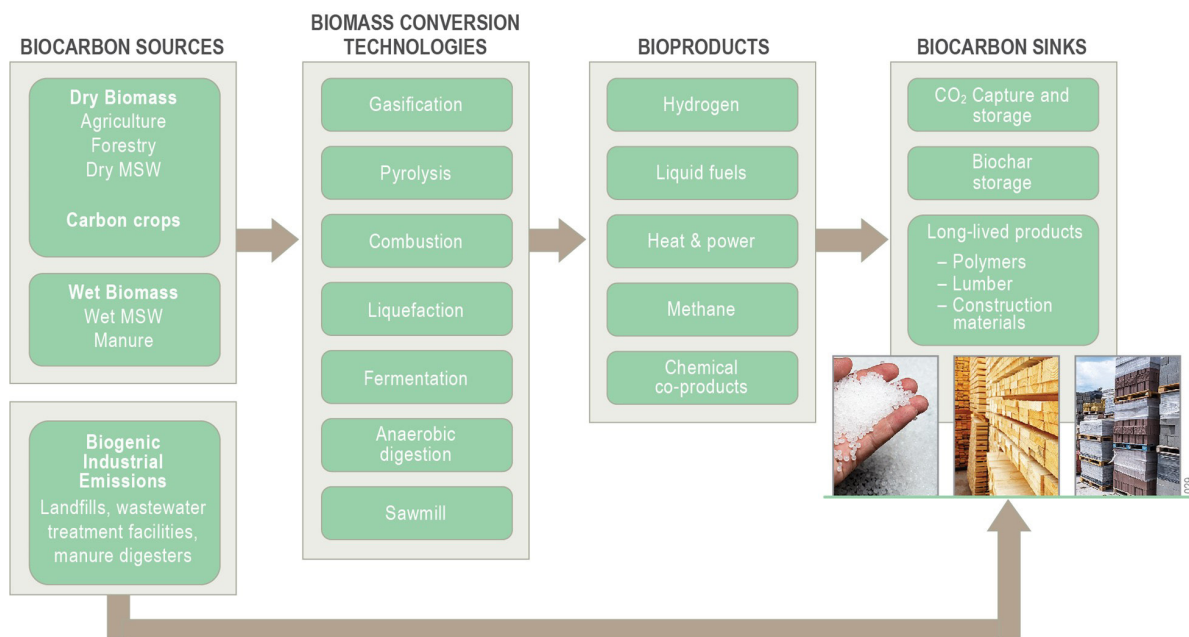 BIOCARBON SOURCES
Dry Biomass
Agriculture
Forestry
Dry MSW
Carbon crops
Wet Biomass
Wet MSW
Manure
Biogenic
Industrial
Emissions
Landfills, wastewater
treatment facilities,
manure digesters
BIOMASS CONVERSION
TECHNOLOGIES
Gasification
Pyrolysis
Combustion
Liquefaction
Fermentation
Anaerobic
digestion
Sawmill
BIOPRODUCTS
Hydrogen
Liquid fuels
Heat & power
Methane
Chemical
co-products
BIOCARBON SINKS
CO₂ Capture and
storage
Biochar
storage
Long-lived products
– Polymers
– Lumber
– Construction
materials
029